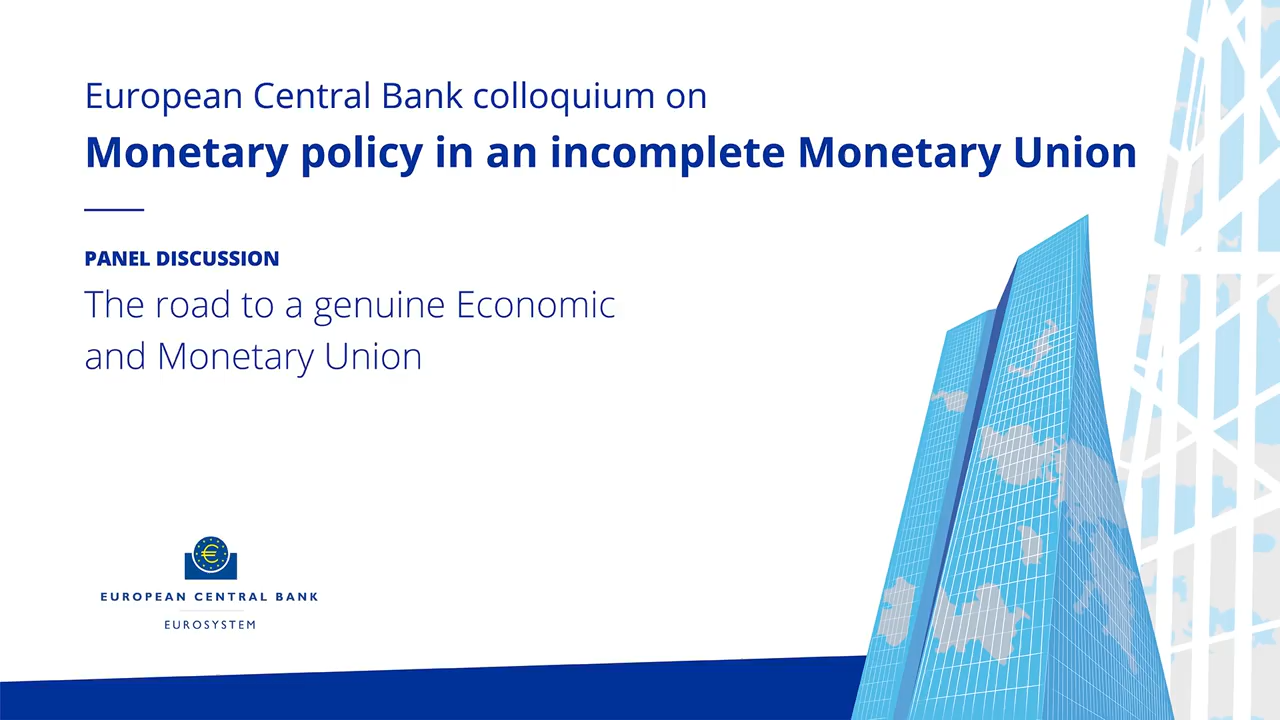 European Central Bank colloquium on
Monetary policy in an incomplete Monetary Union
PANEL DISCUSSION
The road to a genuine Economic
and Monetary Union
€
EUROPEAN CENTRAL BANK
EUROSYSTEM